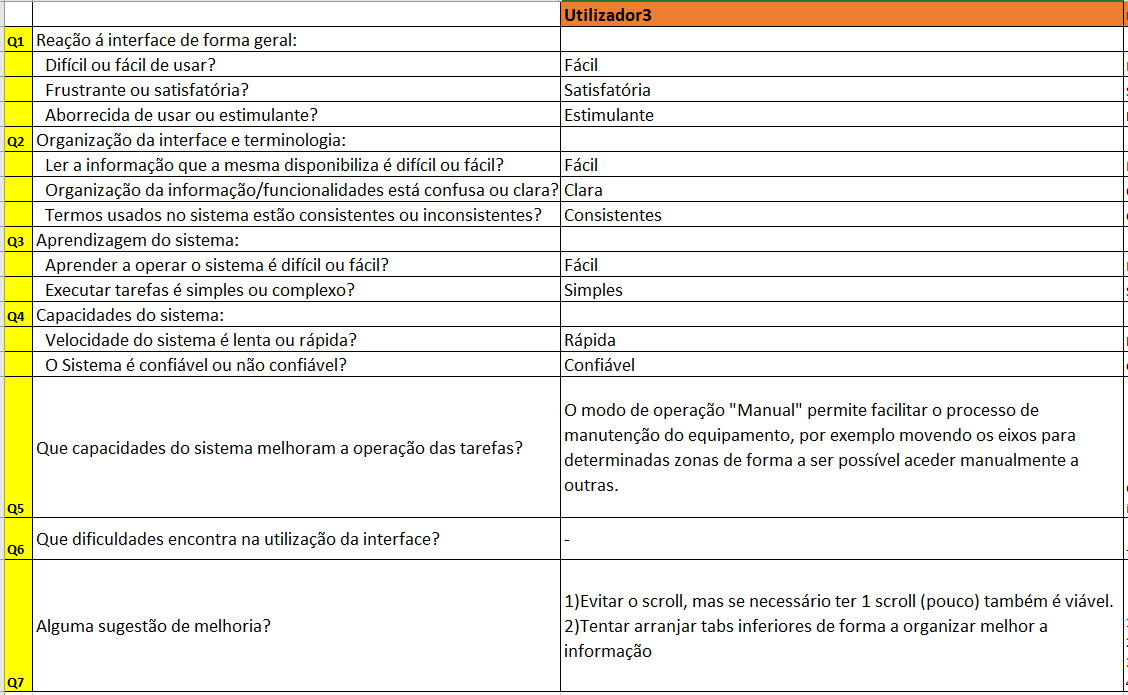 Utilizador3
Q1 Reação á interface de forma geral:
Difícil ou fácil de usar? Fácil
Frustrante ou satisfatória? Satisfatória
Aborrecida de usar ou estimulante? Estimulante
Q2 Organização da interface e terminologia:
Ler a informação que a mesma disponibiliza é difícil ou fácil? Fácil
Organização da informação/funcionalidades está confusa ou clara? Clara
Termos usados no sistema estão consistentes ou inconsistentes? Consistentes
Q3 Aprendizagem do sistema:
Aprender a operar o sistema é difícil ou fácil? Fácil
Executar tarefas é simples ou complexo? Simples
Q4 Capacidades do sistema:
Velocidade do sistema é lenta ou rápida? Rápida
O Sistema é confiável ou não confiável? Confiável
Q5 Que capacidades do sistema melhoram a operação das tarefas?
O modo de operação "Manual" permite facilitar o processo de
manutenção do equipamento, por exemplo movendo os eixos para
determinadas zonas de forma a ser possível aceder manualmente a
outras.
Q6 Que dificuldades encontra na utilização da interface? -
Q7 Alguma sugestão de melhoria?
1)Evitar o scroll, mas se necessário ter 1 scroll (pouco) também é viável.
2)Tentar arranjar tabs inferiores de forma a organizar melhor a
informação